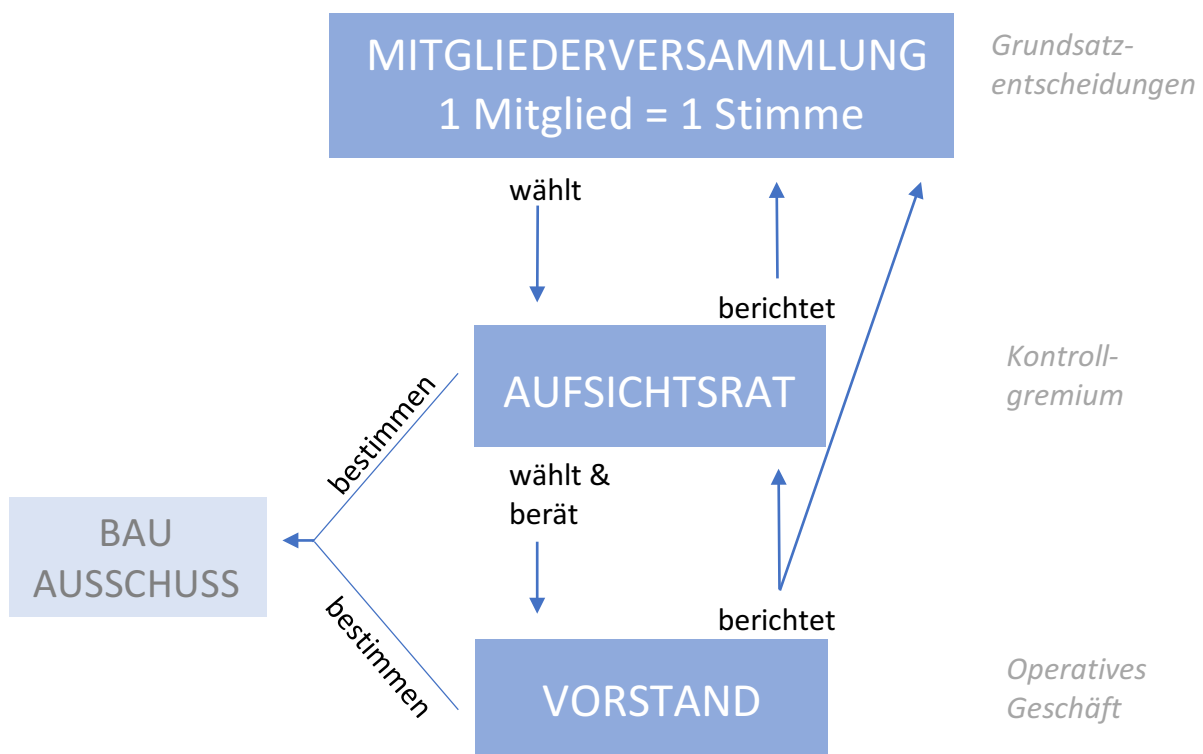 MITGLIEDERVERSAMMLUNG
1 Mitglied = 1 Stimme
Grundsatz-
entscheidungen
wählt
berichtet
AUFSICHTSRAT
Kontroll-
gremium
bestimmen
wählt &
berät
BAU
AUSSCHUSS
bestimmen
berichtet
VORSTAND
Operatives
Geschäft